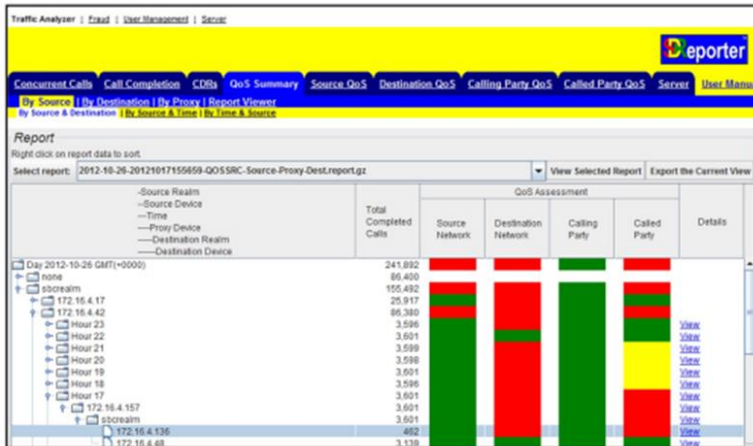 Traffic Analyzer | Fraud | User Management | Server
SDReporter
Concurrent Calls Call Completion CDRs QoS Summary Source QoS Destination QoS Calling Party QoS Called Party QoS Server User Manu
By Source | By Destination | By Proxy | Report Viewer
By Source & Destination | By Source & Time | By Time & Source
Report
Right click on report data to sort.
Select report: 2012-10-26-20121017155659-QOSSRC-Source-Proxy-Dest.report.gz View Selected Report Export the Current View
-Source Realm
--Source Device
---Time
----Proxy Device
-----Destination Realm
------Destination Device
Total Completed Calls
QoS Assessment
Source Network
Destination Network
Calling Party
Called Party
Details
Day 2012-10-26 GMT(+0000) 241,892
none 86,400
sbcrealm 155,492
172.16.4.17 25,917
172.16.4.42 86,380
Hour 23 3,596 View
Hour 22 3,601 View
Hour 21 3,599 View
Hour 20 3,598 View
Hour 19 3,601 View
Hour 18 3,596 View
Hour 17 3,601 View
172.16.4.157 3,601 View
sbcrealm 3,601 View
172.16.4.136 462 View
172.16.4.48 3,139 View